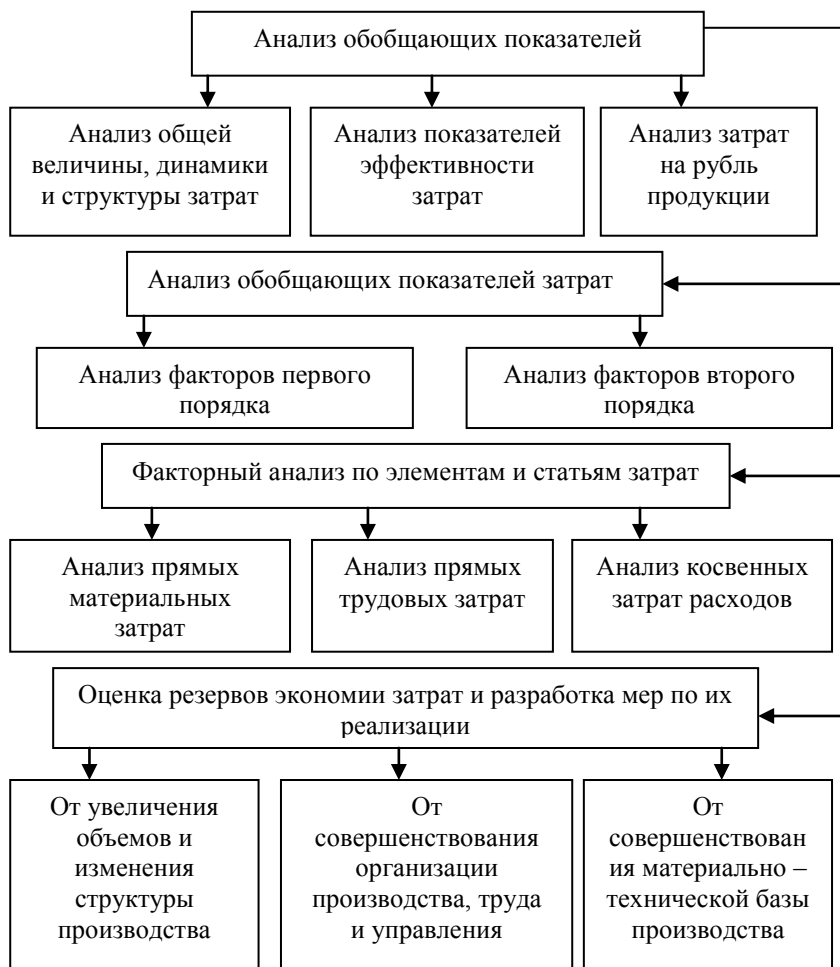 Анализ обобщающих показателей
Анализ общей
величины, динамики
и структуры затрат
Анализ показателей
эффективности
затрат
Анализ затрат
на рубль
продукции
Анализ обобщающих показателей затрат
Анализ факторов первого
порядка
Анализ факторов второго
порядка
Факторный анализ по элементам и статьям затрат
Анализ прямых
материальных
затрат
Анализ прямых
трудовых затрат
Анализ косвенных
затрат расходов
Оценка резервов экономии затрат и разработка мер по их
реализации
От увеличения
объемов и
изменения
структуры
производства
От
совершенствования
организации
производства, труда
и управления
От
совершенствован
ия материально –
технической базы
производства